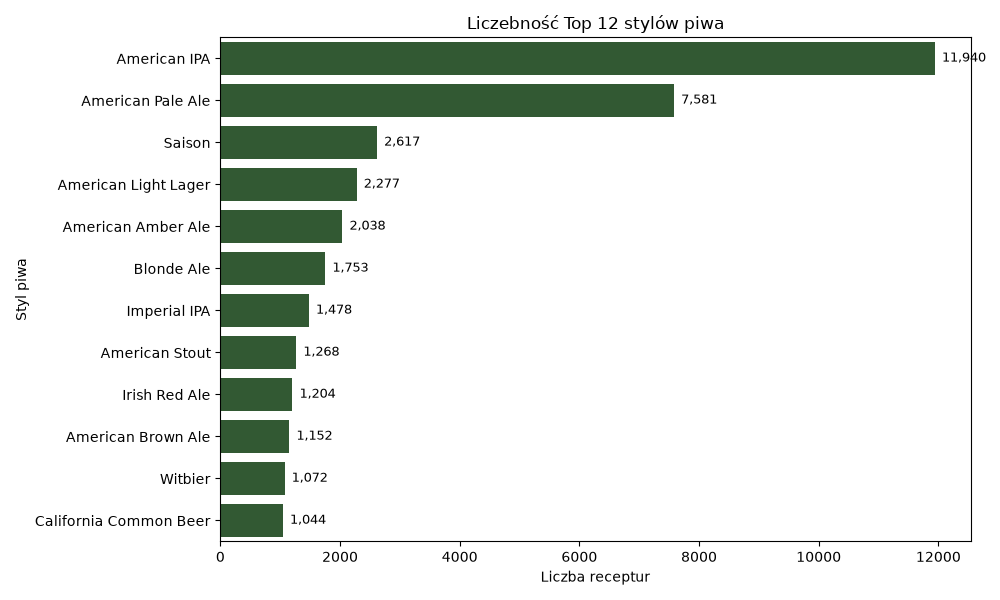 Liczebność Top 12 stylów piwa
Styl piwa
American IPA 11,940
American Pale Ale 7,581
Saison 2,617
American Light Lager 2,277
American Amber Ale 2,038
Blonde Ale 1,753
Imperial IPA 1,478
American Stout 1,268
Irish Red Ale 1,204
American Brown Ale 1,152
Witbier 1,072
California Common Beer 1,044
0 2000 4000 6000 8000 10000 12000
Liczba receptur